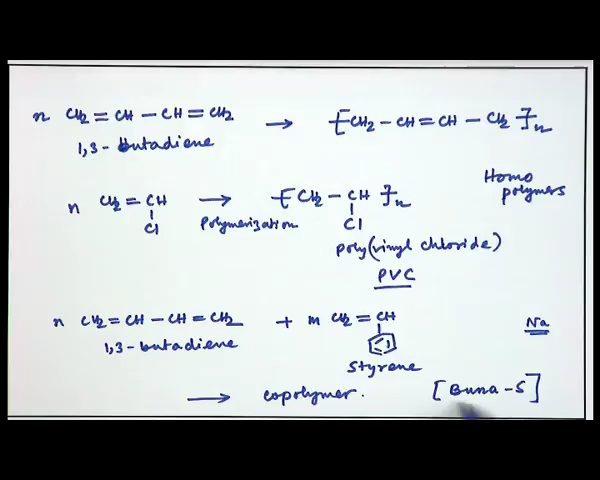 n CH2 = CH - CH = CH2 → [CH2 - CH = CH - CH2]n
1,3-butadiene
Homo
polymers
n CH2 = CH → [CH2 - CH]n
Cl Polymerization Cl
poly(vinyl chloride)
PVC
n CH2 = CH - CH = CH2 + m CH2 = CH Na
1,3-butadiene
Styrene
→ copolymer. [Buna-S]